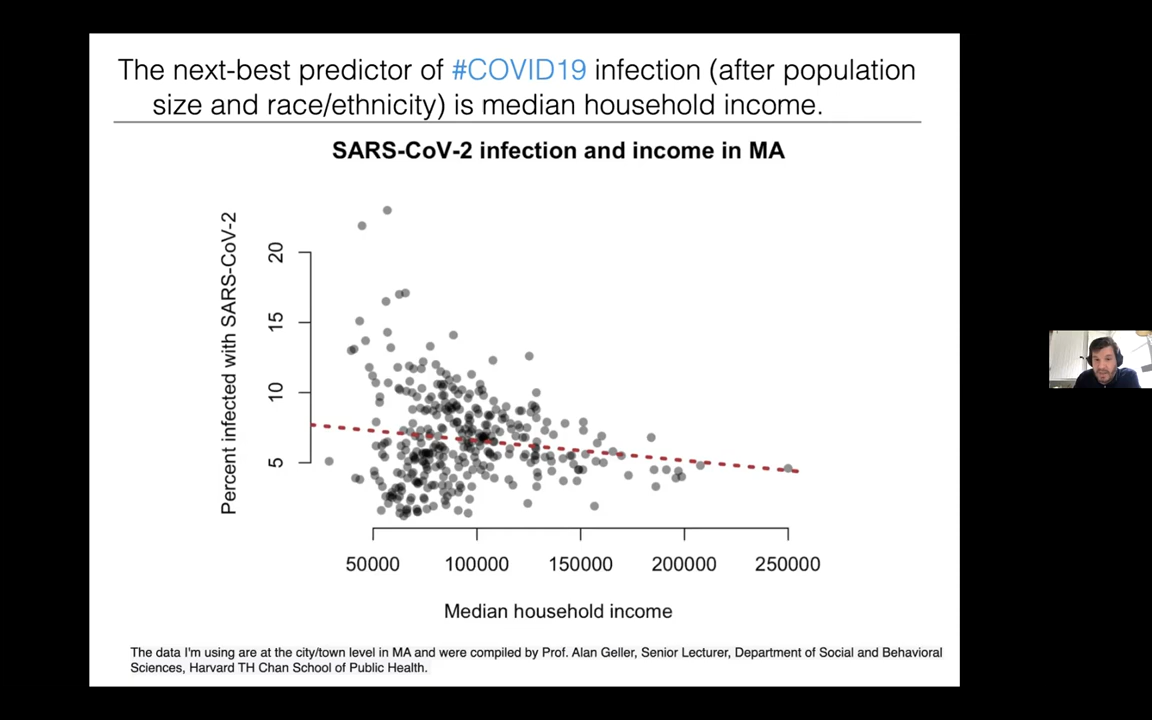 The next-best predictor of #COVID19 infection (after population
size and race/ethnicity) is median household income.
SARS-CoV-2 infection and income in MA
Percent infected with SARS-CoV-2
20
15
10
5
50000 100000 150000 200000 250000
Median household income
The data I'm using are at the city/town level in MA and were compiled by Prof. Alan Geller, Senior Lecturer, Department of Social and Behavioral
Sciences, Harvard TH Chan School of Public Health.